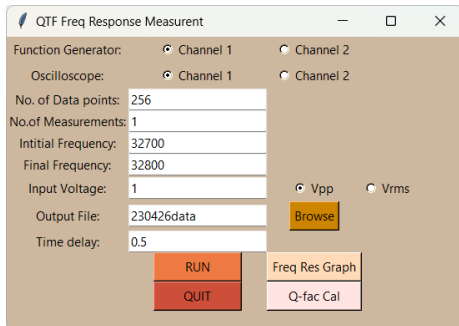 QTF Freq Response Measurent
Function Generator: Channel 1 Channel 2
Oscilloscope: Channel 1 Channel 2
No. of Data points: 256
No.of Measurements: 1
Intitial Frequency: 32700
Final Frequency: 32800
Input Voltage: 1 Vpp Vrms
Output File: 230426data Browse
Time delay: 0.5
RUN Freq Res Graph
QUIT Q-fac Cal